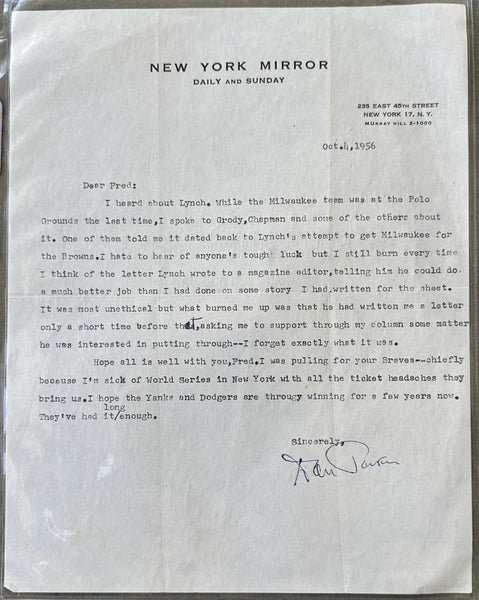 NEW YORK MIRROR
DAILY AND SUNDAY
235 EAST 45TH STREET
NEW YORK 17, N. Y.
MURRAY HILL 2-1000
Oct.4,1956
Dear Fred:
I heard about Lynch. While the Milwaukee team was at the Polo
Grounds the last time,I spoke to Grody,Chapman and some of the others about
it. One of them told me it dated back to Lynch's attempt to get Milwaukee for
the Browns.I hate to hear of anyone's tough luck but I still burn every time
I think of the letter Lynch wrote to a magazine editor,telling him he could do
a much better job than I had done on some story I had written for the sheet.
It was most unethical but what burned me up was that he had written me a letter
only a short time before that,asking me to support through my column some matter
he was interested in putting through--I forget exactly what it was.
Hope all is well with you,Fred.I was pulling for your Braves--chiefly
because I'm sick of World Series in New York with all the ticket headaches they
bring us.I hope the Yanks and Dodgers are throug winning for a few years now.
long
They've had it/enough.
Sincerely,
Dan Parker